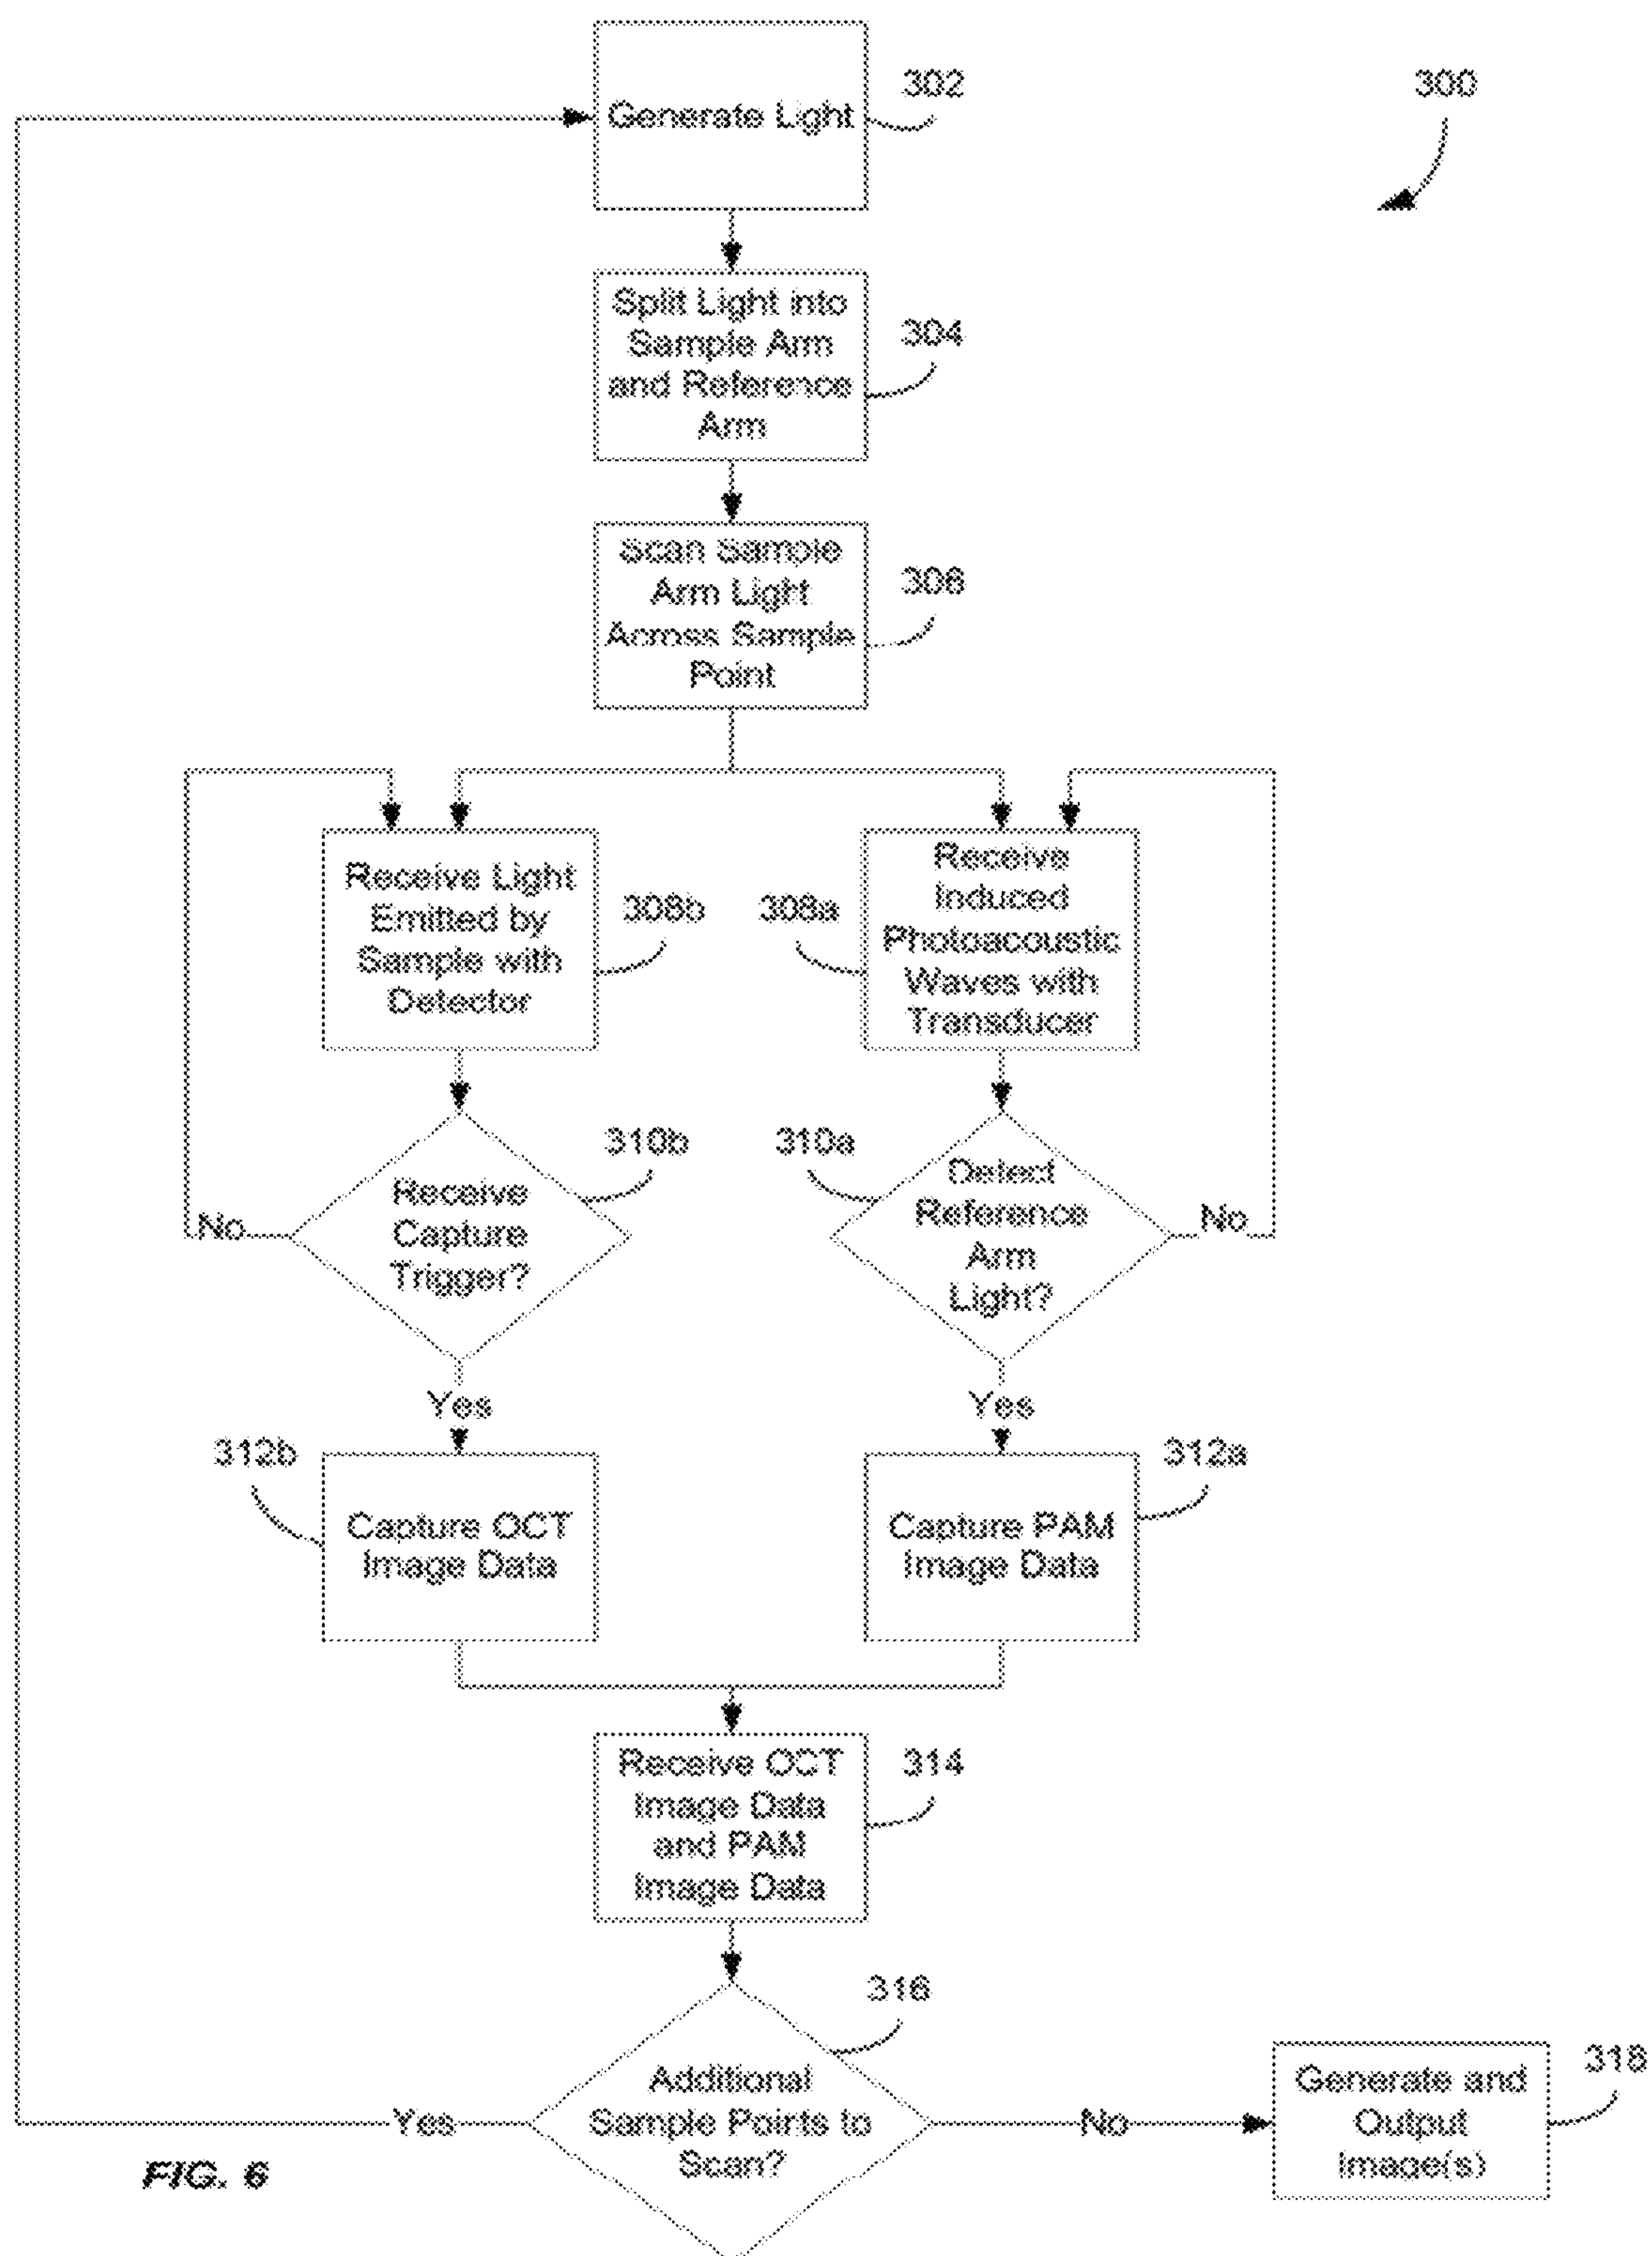 302
300
Generate Light
Split Light into
Sample Arm
and Reference
Arm
304
Scan Sample
Arm Light
Across Sample
Point
306
Receive Light
Emitted by
Sample with
Detector
308b
308a
Receive
Induced
Photoacoustic
Waves with
Transducer
310b
310a
Receive
Capture
Trigger?
No
Detect
Reference
Arm
Light?
No
Yes
Yes
312b
312a
Capture OCT
Image Data
Capture PAM
Image Data
Receive OCT
Image Data
and PAM
Image Data
314
316
Additional
Sample Points to
Scan?
Yes
No
Generate and
Output
Image(s)
318
FIG. 6